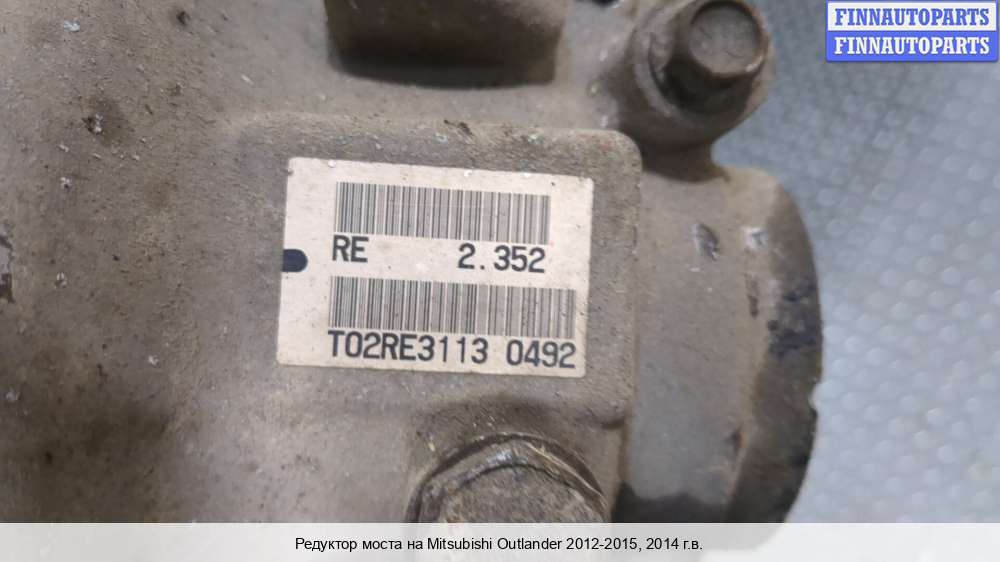 FINNAUTOPARTS
FINNAUTOPARTS
RE 2.352
T02RE3113 0492
Редуктор моста на Mitsubishi Outlander 2012-2015, 2014 г.в.